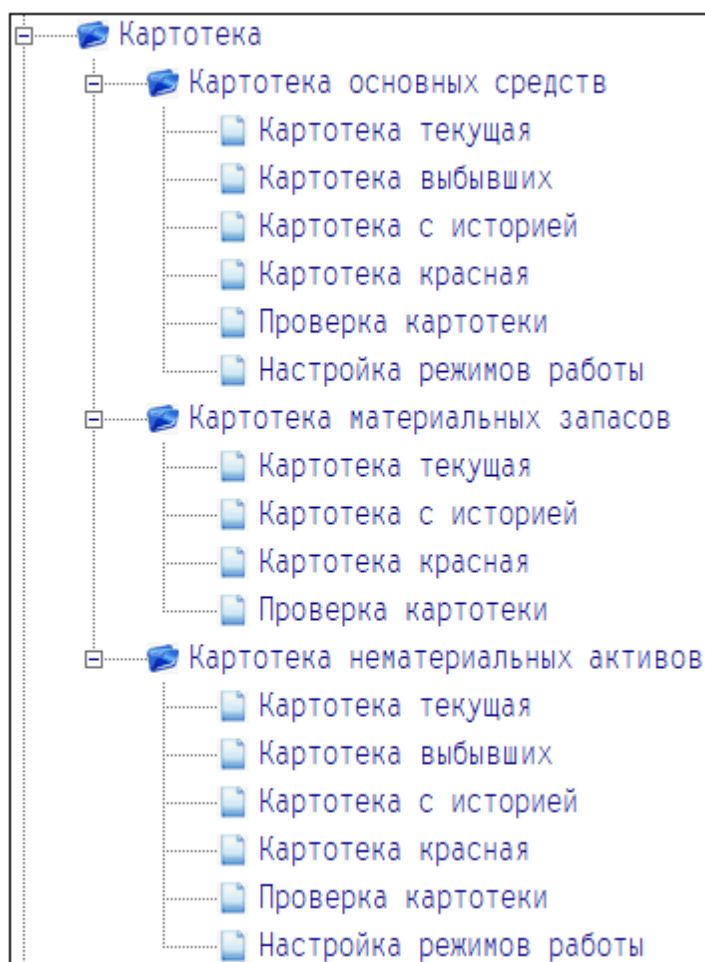 Картотека
Картотека основных средств
Картотека текущая
Картотека выбывших
Картотека с историей
Картотека красная
Проверка картотеки
Настройка режимов работы
Картотека материальных запасов
Картотека текущая
Картотека с историей
Картотека красная
Проверка картотеки
Картотека нематериальных активов
Картотека текущая
Картотека выбывших
Картотека с историей
Картотека красная
Проверка картотеки
Настройка режимов работы